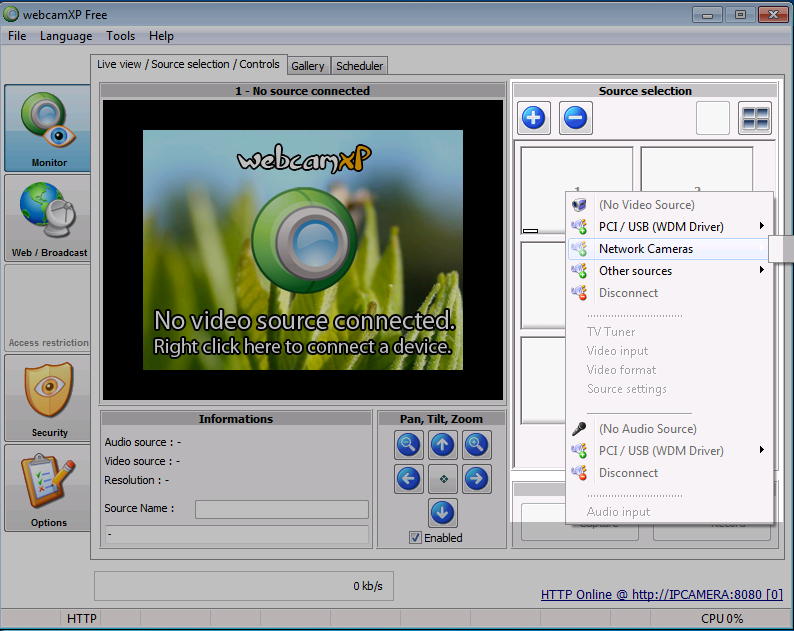 webcamXP Free
File Language Tools Help
Live view / Source selection / Controls Gallery Scheduler
Monitor
Web / Broadcast
Access restriction
Security
Options
1 - No source connected
webcamXP
No video source connected.
Right click here to connect a device.
Informations
Audio source : -
Video source : -
Resolution : -
Source Name :
-
Pan, Tilt, Zoom
Enabled
Source selection
1 2
(No Video Source)
PCI / USB (WDM Driver)
Network Cameras
Other sources
Disconnect
TV Tuner
Video input
Video format
Source settings
(No Audio Source)
PCI / USB (WDM Driver)
Disconnect
Audio input
Capture Record
0 kb/s
HTTP Online @ http://IPCAMERA:8080 [0]
HTTP CPU 0%